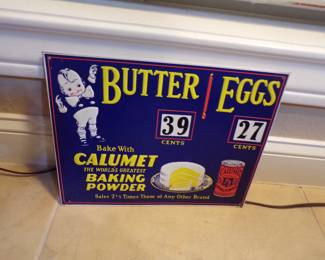 BUTTER EGGS
39 27
CENTS CENTS
Bake With
CALUMET
THE WORLD'S GREATEST
BAKING
POWDER
Sales 2½ Times Those of Any Other Brand
CALUMET